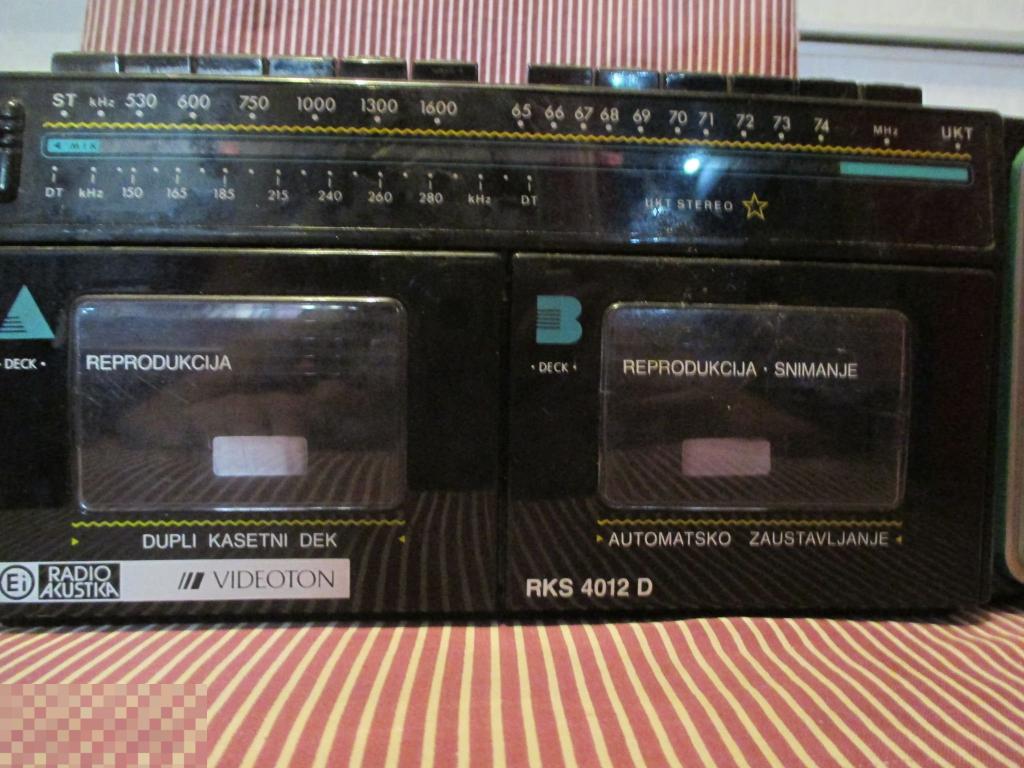 ST kHz 530 600 750 1000 1300 1600 65 66 67 68 69 70 71 72 73 74 MHz UKT
MIX
DT kHz 150 165 185 215 240 260 280 kHz DT
UKT STEREO
A
B
DECK
DECK
REPRODUKCIJA
REPRODUKCIJA · SNIMANJE
DUPLI KASETNI DEK
AUTOMATSKO ZAUSTAVLJANJE
Ei RADIO AKUSTIKA VIDEOTON
RKS 4012 D